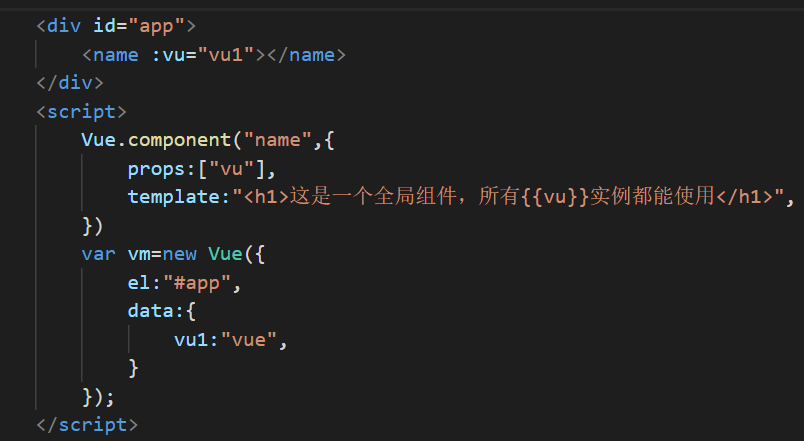 <div id="app">
    <name :vu="vu1"></name>
</div>
<script>
    Vue.component("name",{
        props:["vu"],
        template:"<h1>这是一个全局组件，所有{{vu}}实例都能使用</h1>",
    })
    var vm=new Vue({
        el:"#app",
        data:{
            vu1:"vue",
        }
    });
</script>